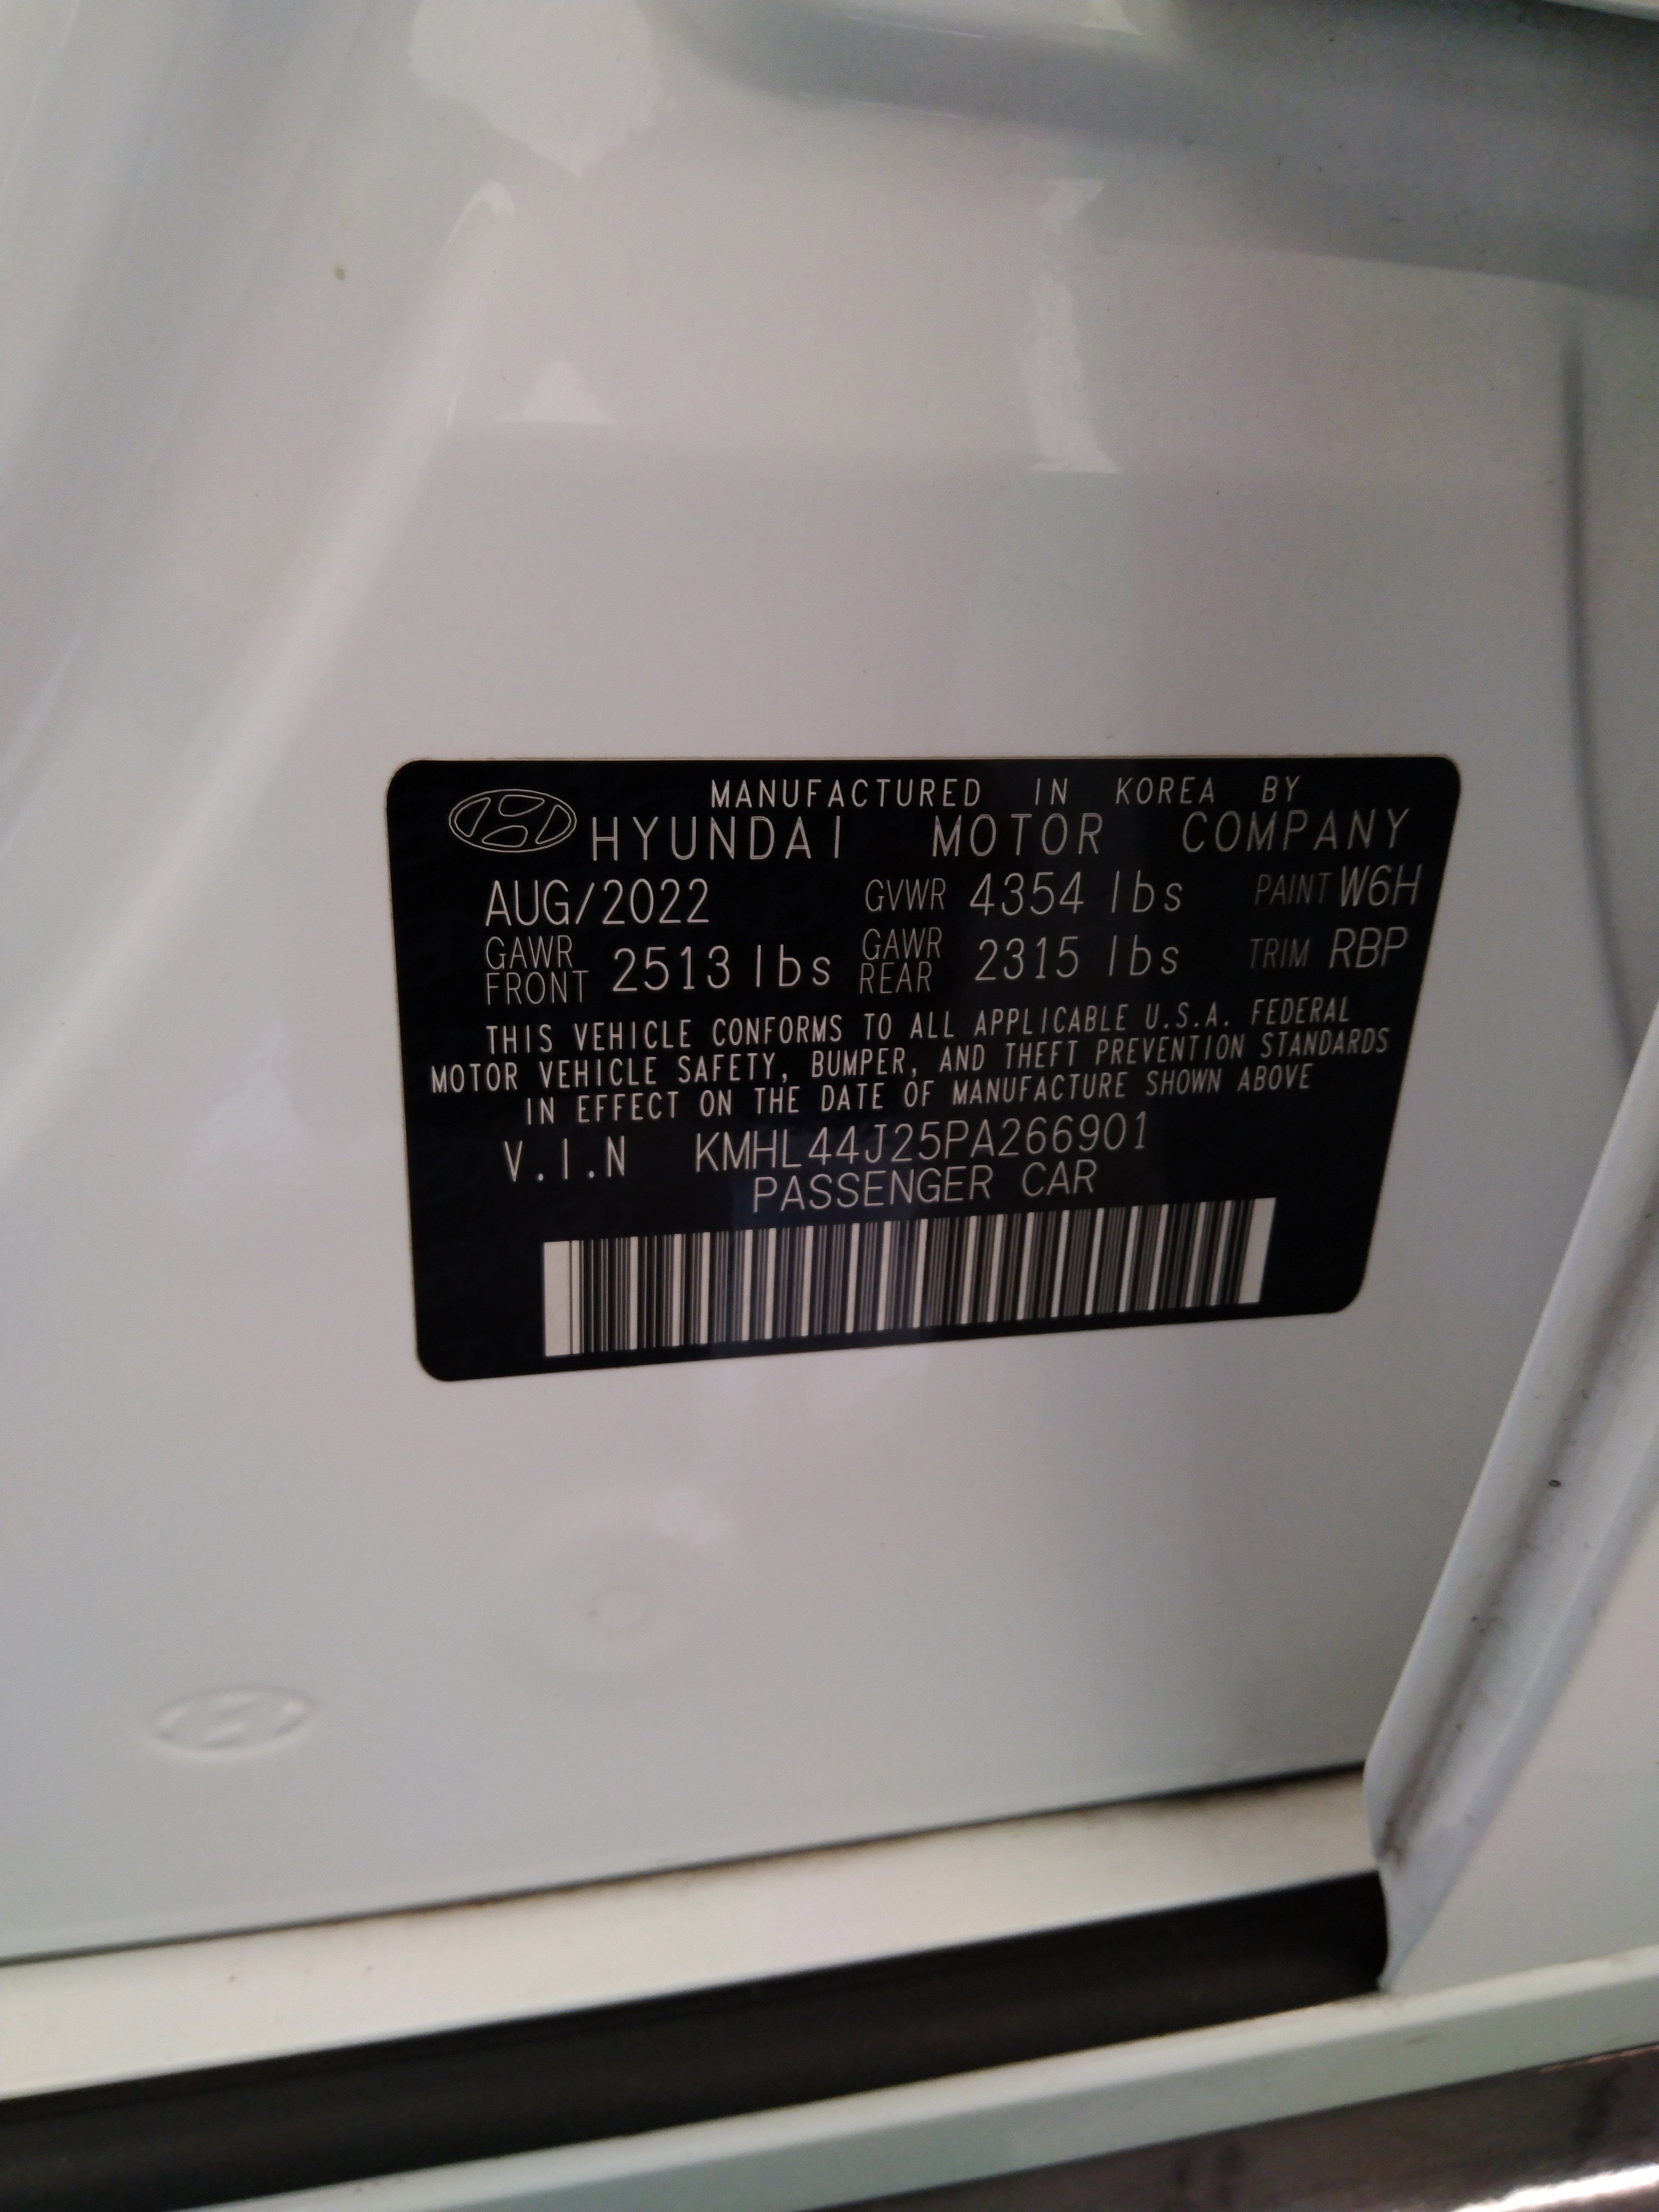 MANUFACTURED IN KOREA BY
HYUNDAI MOTOR COMPANY
AUG/2022 GVWR 4354 lbs PAINT W6H
GAWR FRONT 2513 lbs GAWR REAR 2315 lbs TRIM RBP
THIS VEHICLE CONFORMS TO ALL APPLICABLE U.S.A. FEDERAL
MOTOR VEHICLE SAFETY, BUMPER, AND THEFT PREVENTION STANDARDS
IN EFFECT ON THE DATE OF MANUFACTURE SHOWN ABOVE
V.I.N KMHL44J25PA266901
PASSENGER CAR